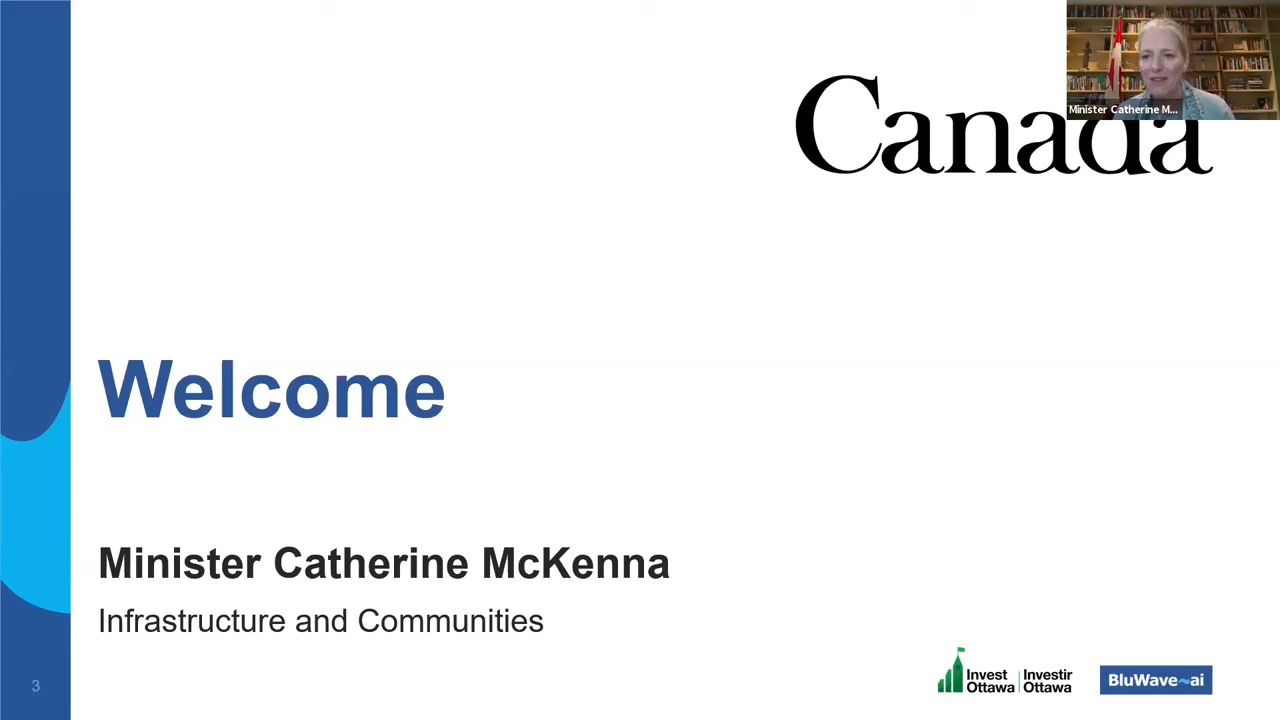 Minister Catherine M...
Canada
Welcome
Minister Catherine McKenna
Infrastructure and Communities
3
Invest
Ottawa
Investir
Ottawa
BluWave~ai